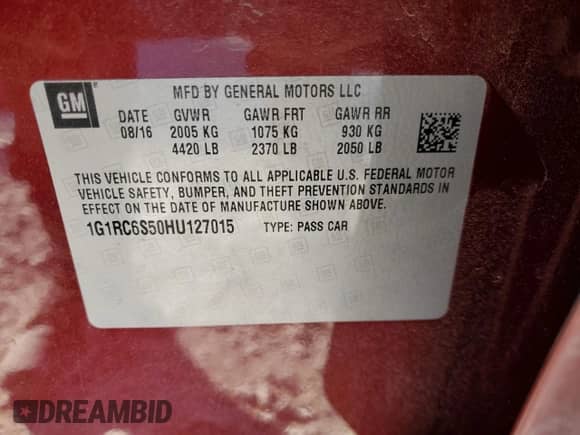 GM
MFD BY GENERAL MOTORS LLC
DATE GVWR GAWR FRT GAWR RR
08/16 2005 KG 1075 KG 930 KG
4420 LB 2370 LB 2050 LB
THIS VEHICLE CONFORMS TO ALL APPLICABLE U.S. FEDERAL MOTOR
VEHICLE SAFETY, BUMPER, AND THEFT PREVENTION STANDARDS IN
EFFECT ON THE DATE OF MANUFACTURE SHOWN ABOVE.
1G1RC6S50HU127015 TYPE: PASS CAR
DREAMBID